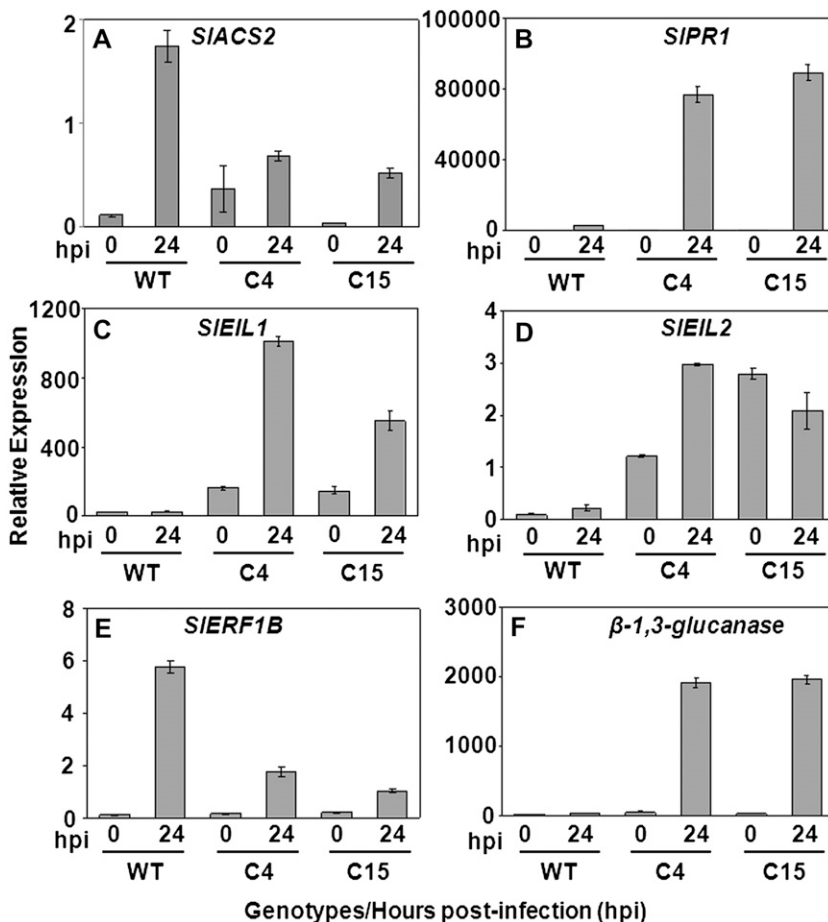 A SlACS2
2
1
0
hpi 0 24 0 24 0 24
WT C4 C15
B SlPR1
100000
80000
40000
0
0 24 0 24 0 24
WT C4 C15
Relative Expression
C SlEIL1
1200
1000
400
0
hpi 0 24 0 24 0 24
WT C4 C15
D SlEIL2
4
3
2
1
0
0 24 0 24 0 24
WT C4 C15
E SlERF1B
8
6
4
2
0
hpi 0 24 0 24 0 24
WT C4 C15
F β-1,3-glucanase
3000
2000
1000
0
0 24 0 24 0 24
WT C4 C15
Genotypes/Hours post-infection (hpi)